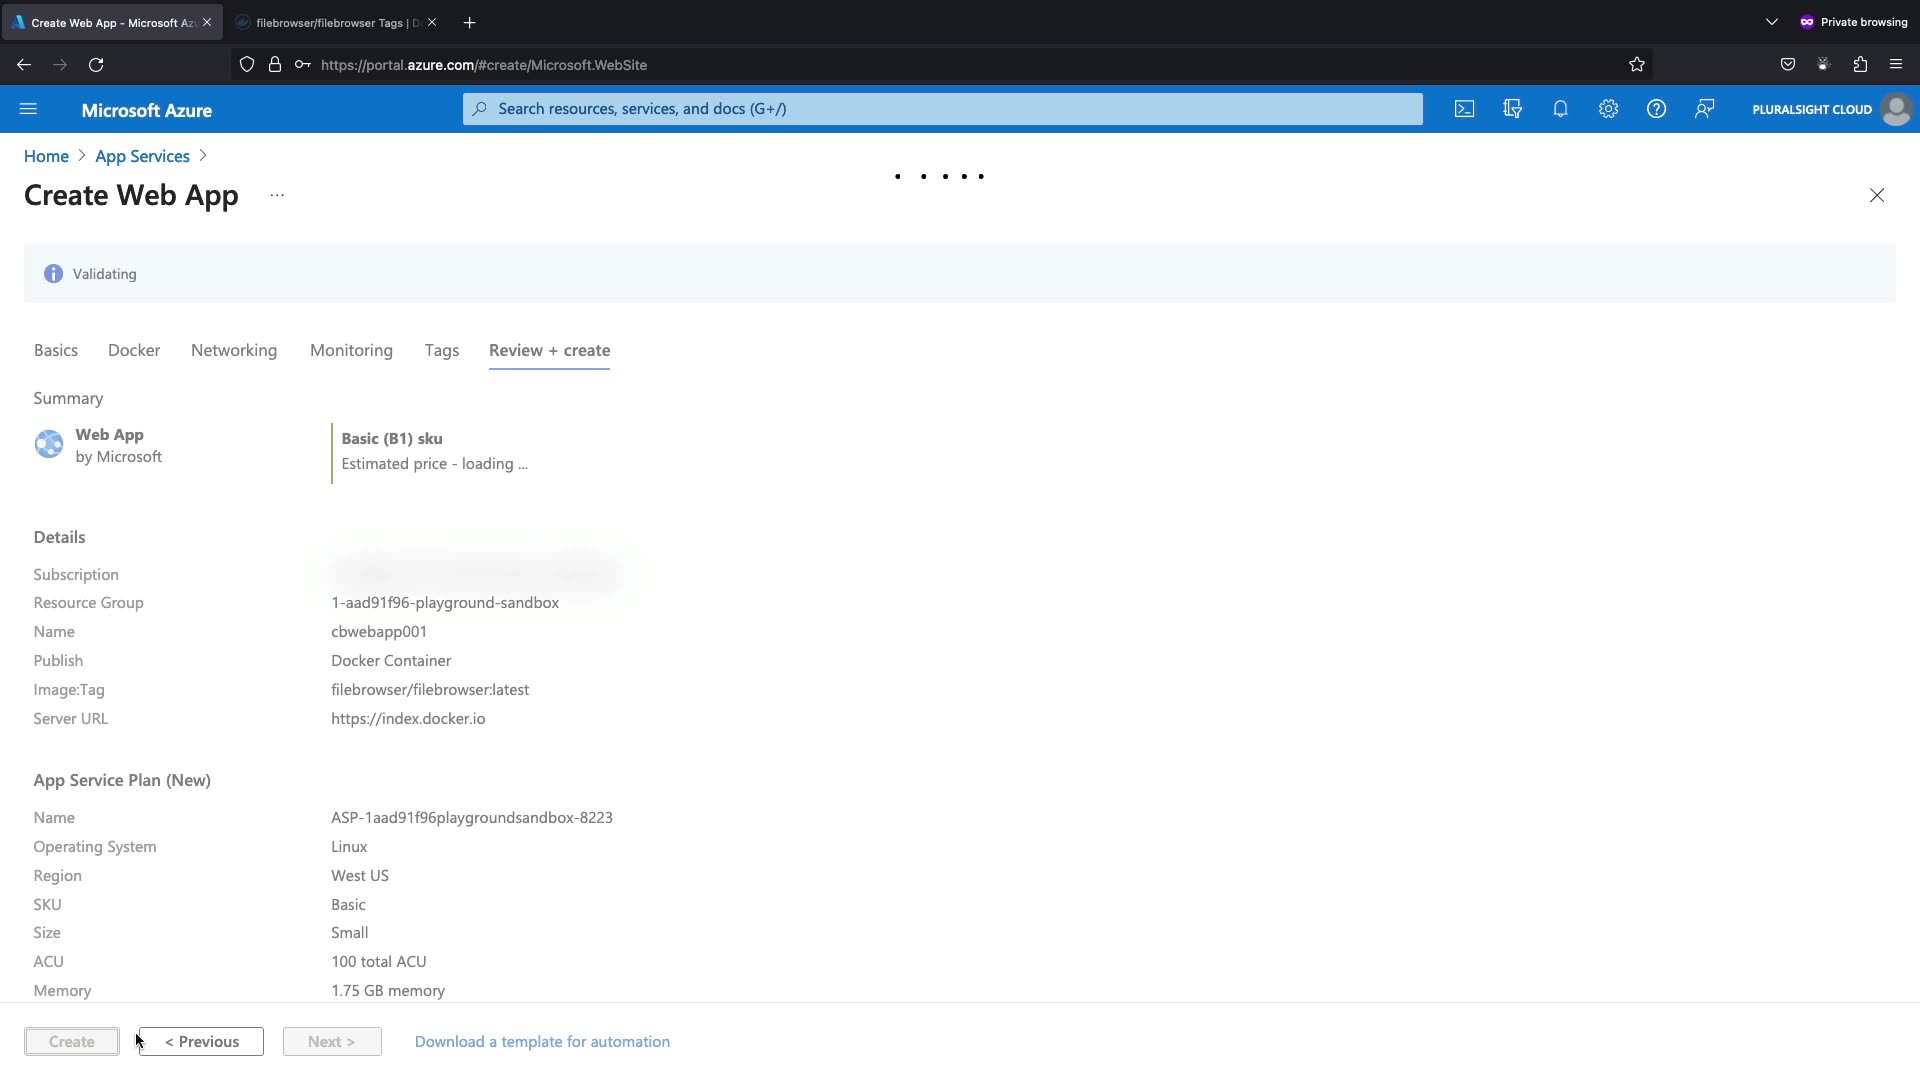 Create Web App - Microsoft Az
filebrowser/filebrowser Tags | D
Private browsing
https://portal.azure.com/#create/Microsoft.WebSite
Microsoft Azure
Search resources, services, and docs (G+/)
PLURALSIGHT CLOUD
Home > App Services >
Create Web App ...
Validating
Basics Docker Networking Monitoring Tags Review + create
Summary
Web App
by Microsoft
Basic (B1) sku
Estimated price - loading ...
Details
Subscription
Resource Group 1-aad91f96-playground-sandbox
Name cbwebapp001
Publish Docker Container
Image:Tag filebrowser/filebrowser:latest
Server URL https://index.docker.io
App Service Plan (New)
Name ASP-1aad91f96playgroundsandbox-8223
Operating System Linux
Region West US
SKU Basic
Size Small
ACU 100 total ACU
Memory 1.75 GB memory
Create < Previous Next > Download a template for automation